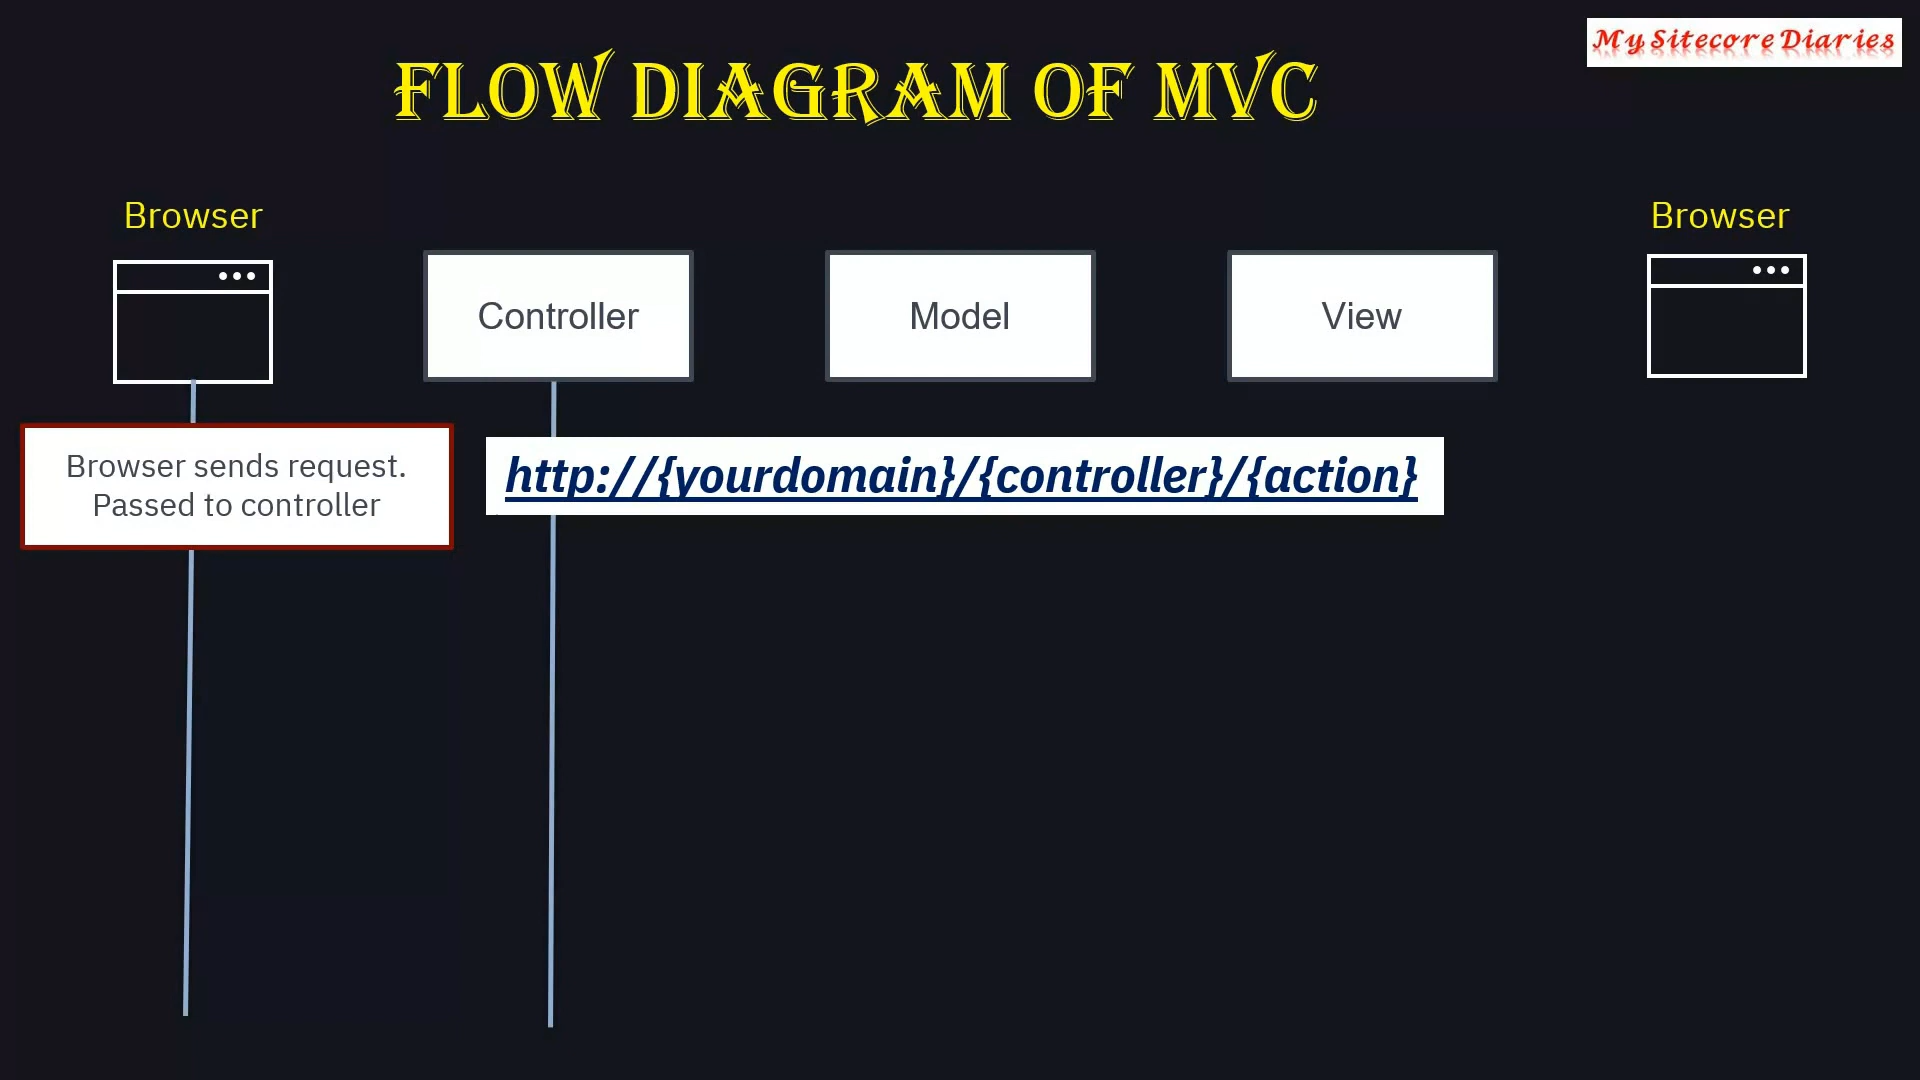 My Sitecore Diaries
FLOW DIAGRAM OF MVC
Browser
Browser
Controller
Model
View
Browser sends request.
Passed to controller
http://{yourdomain}/{controller}/{action}